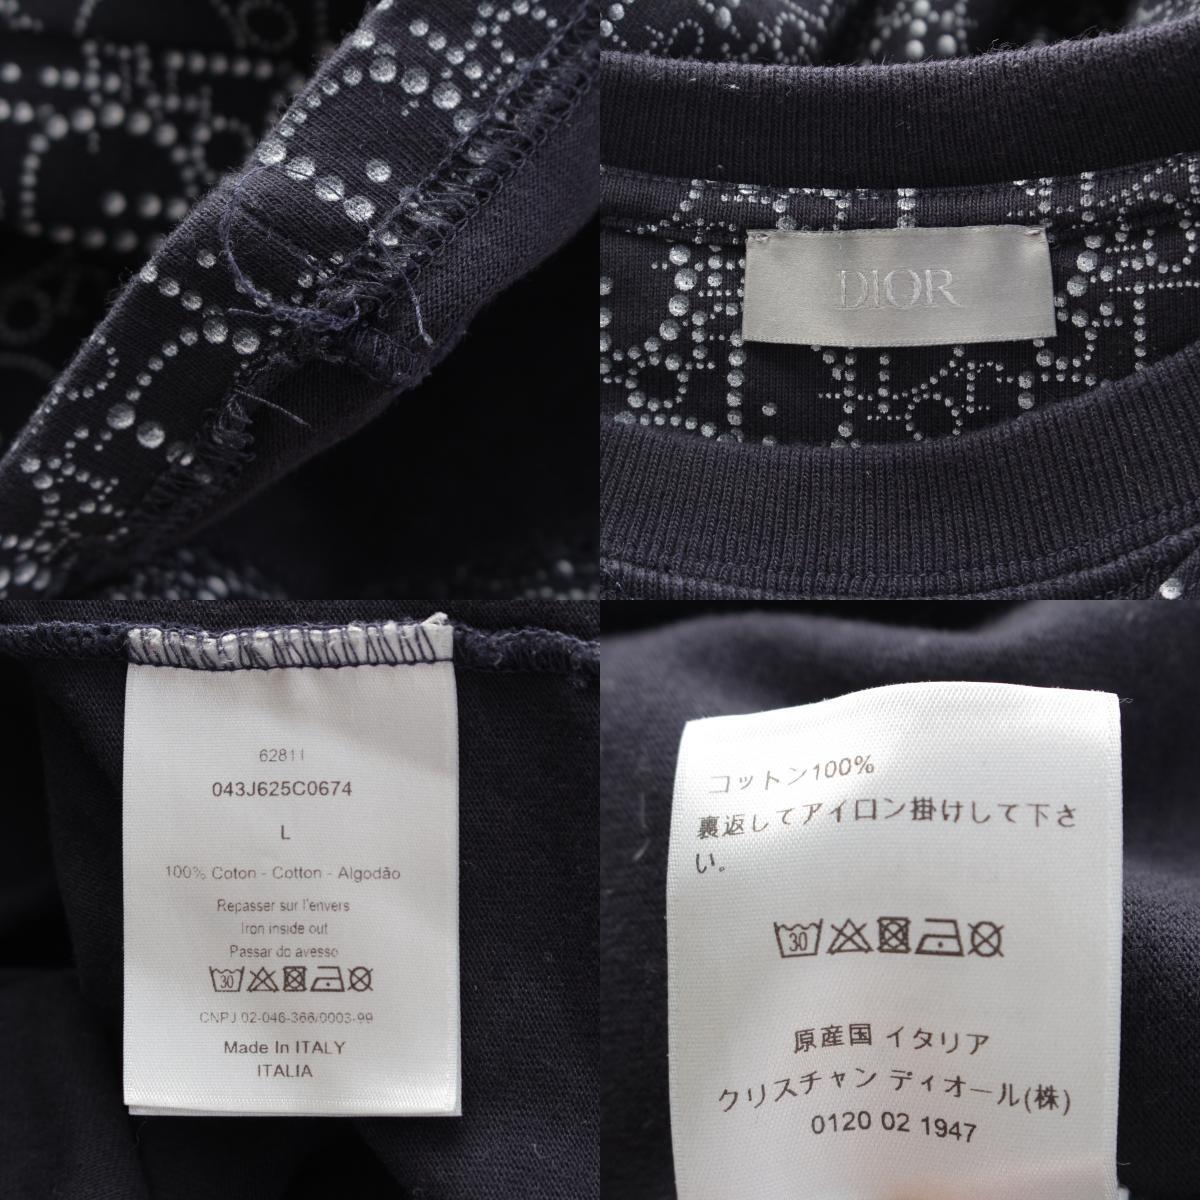 DIOR
62811
043J625C0674
L
100% Coton - Cotton - Algodão
Repasser sur l'envers
Iron inside out
Passar do avesso
30
CNPJ 02-046-366/0003-99
Made In ITALY
ITALIA
コットン100%
裏返してアイロン掛けして下さ
い。
30
原産国 イタリア
クリスチャン ディオール(株)
0120 02 1947